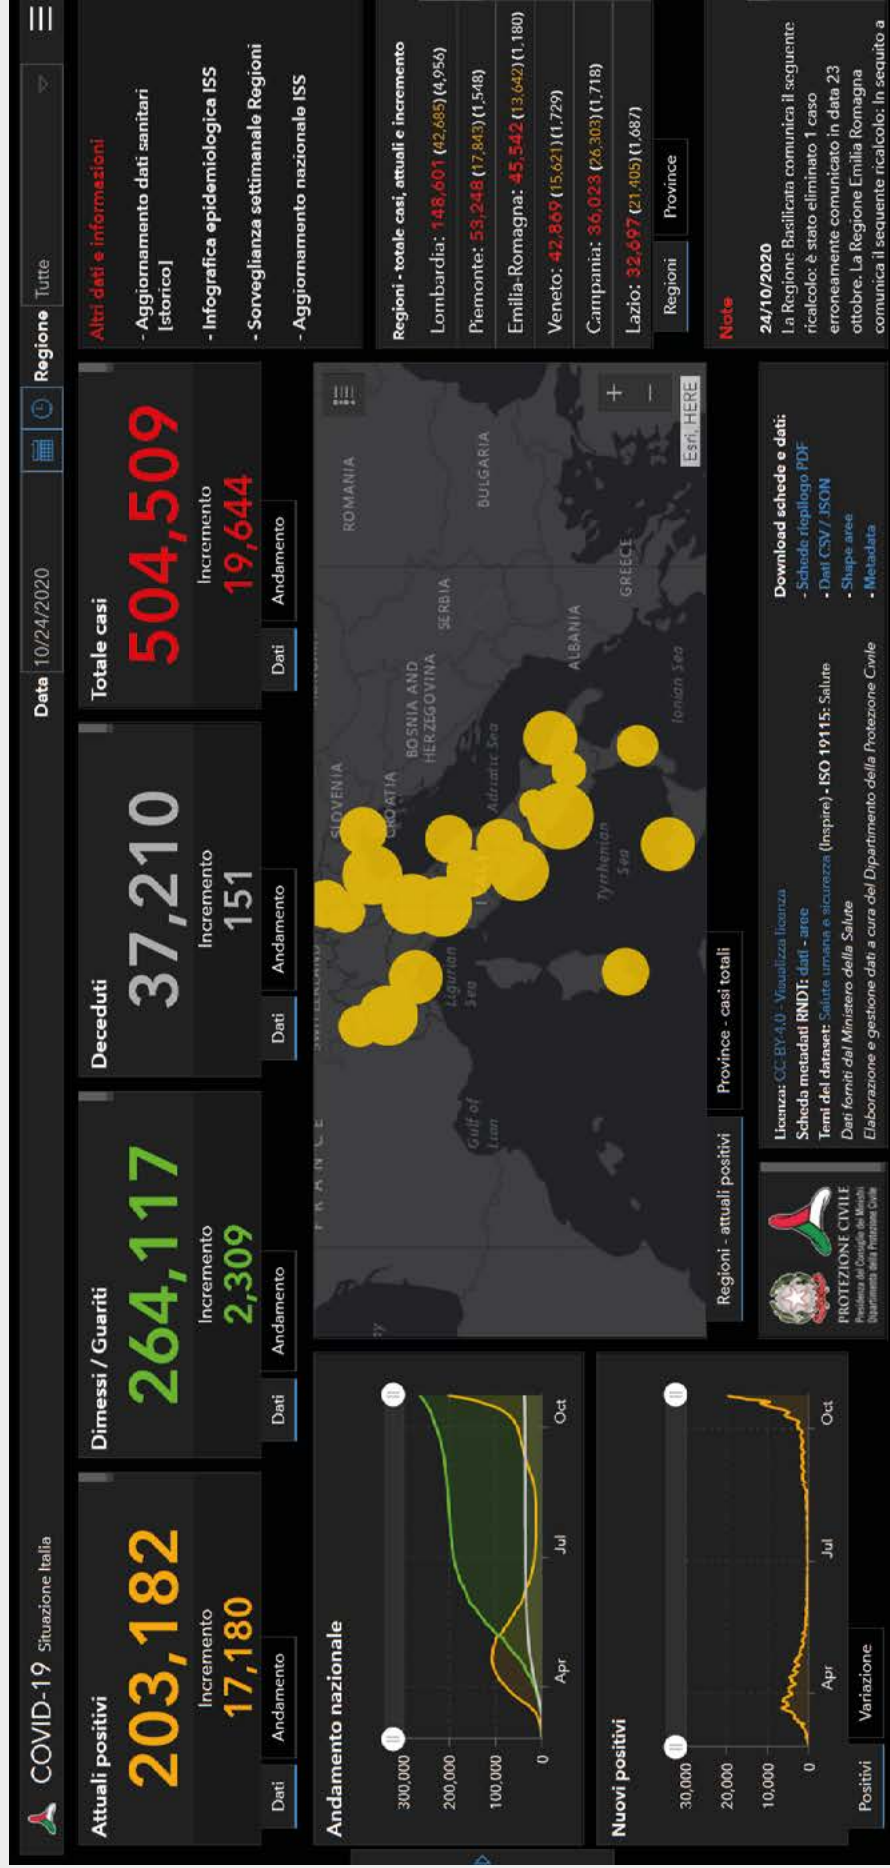 COVID-19 Situazione Italia
Data 10/24/2020
Regione Tutte
Attuali positivi
203,182
Incremento
17,180
Dati Andamento
Dimessi / Guariti
264,117
Incremento
2,309
Dati Andamento
Deceduti
37,210
Incremento
151
Dati Andamento
Totale casi
504,509
Incremento
19,644
Dati Andamento
Altri dati e informazioni
- Aggiornamento dati sanitari
[storico]
- Infografica epidemiologica ISS
- Sorveglianza settimanale Regioni
- Aggiornamento nazionale ISS
Andamento nazionale
300,000
200,000
100,000
0
Apr Jul Oct
Nuovi positivi
30,000
20,000
10,000
0
Apr Jul Oct
Positivi Variazione
FRANCE
SLOVENIA
CROATIA
BOSNIA AND
HERZEGOVINA
SERBIA
ROMANIA
BULGARIA
ALBANIA
GREECE
Gulf of
Lion
Ligurian
Sea
Adriatic Sea
Tyrrhenian
Sea
Ionian Sea
Esri, HERE
Regioni - attuali positivi Province - casi totali
Regioni - totale casi, attuali e incremento
Lombardia: 148,601 (42,685) (4,956)
Piemonte: 53,248 (17,843) (1,548)
Emilia-Romagna: 45,542 (13,642) (1,180)
Veneto: 42,869 (15,621) (1,729)
Campania: 36,023 (26,303) (1,718)
Lazio: 32,697 (21,405) (1,687)
Regioni Province
PROTEZIONE CIVILE
Presidenza del Consiglio dei Ministri
Dipartimento della Protezione Civile
Licenza: CC-BY-4.0 - Visualizza licenza
Scheda metadati RNDT: dati - aree
Temi del dataset: Salute umana e sicurezza (Inspire) - ISO 19115: Salute
Dati forniti dal Ministero della Salute
Elaborazione e gestione dati a cura del Dipartimento della Protezione Civile
Download schede e dati:
- Schede riepilogo PDF
- Dati CSV / JSON
- Shape aree
- Metadata
Note
24/10/2020
La Regione Basilicata comunica il seguente
ricalcolo: è stato eliminato 1 caso
erroneamente comunicato in data 23
ottobre. La Regione Emilia Romagna
comunica il sequente ricalcolo: In seguito a